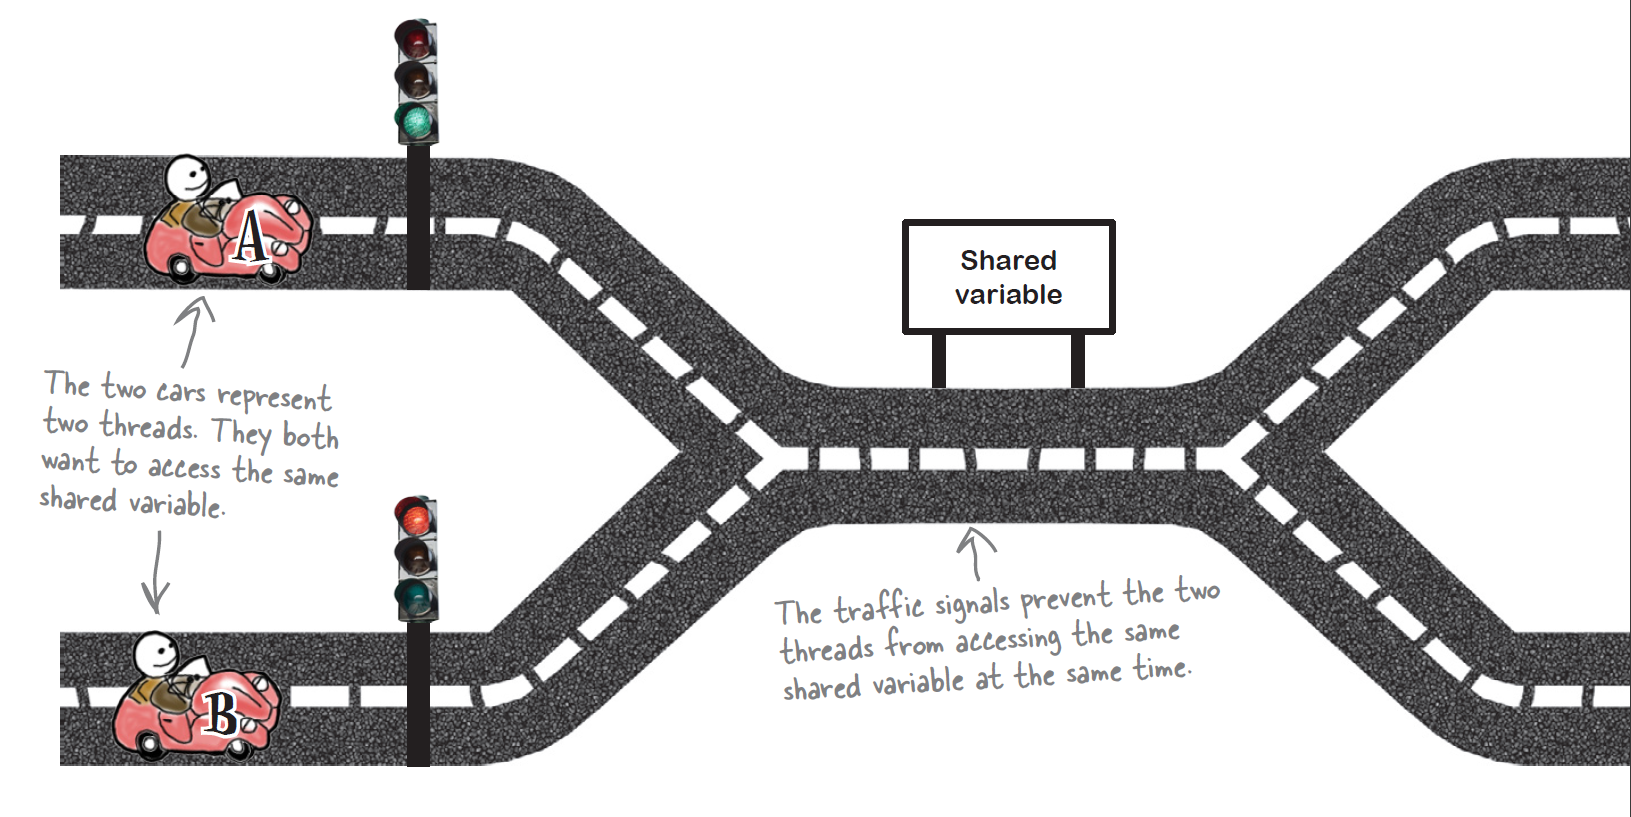 A
Shared
variable
The two cars represent
two threads. They both
want to access the same
shared variable.
The traffic signals prevent the two
threads from accessing the same
shared variable at the same time.
B